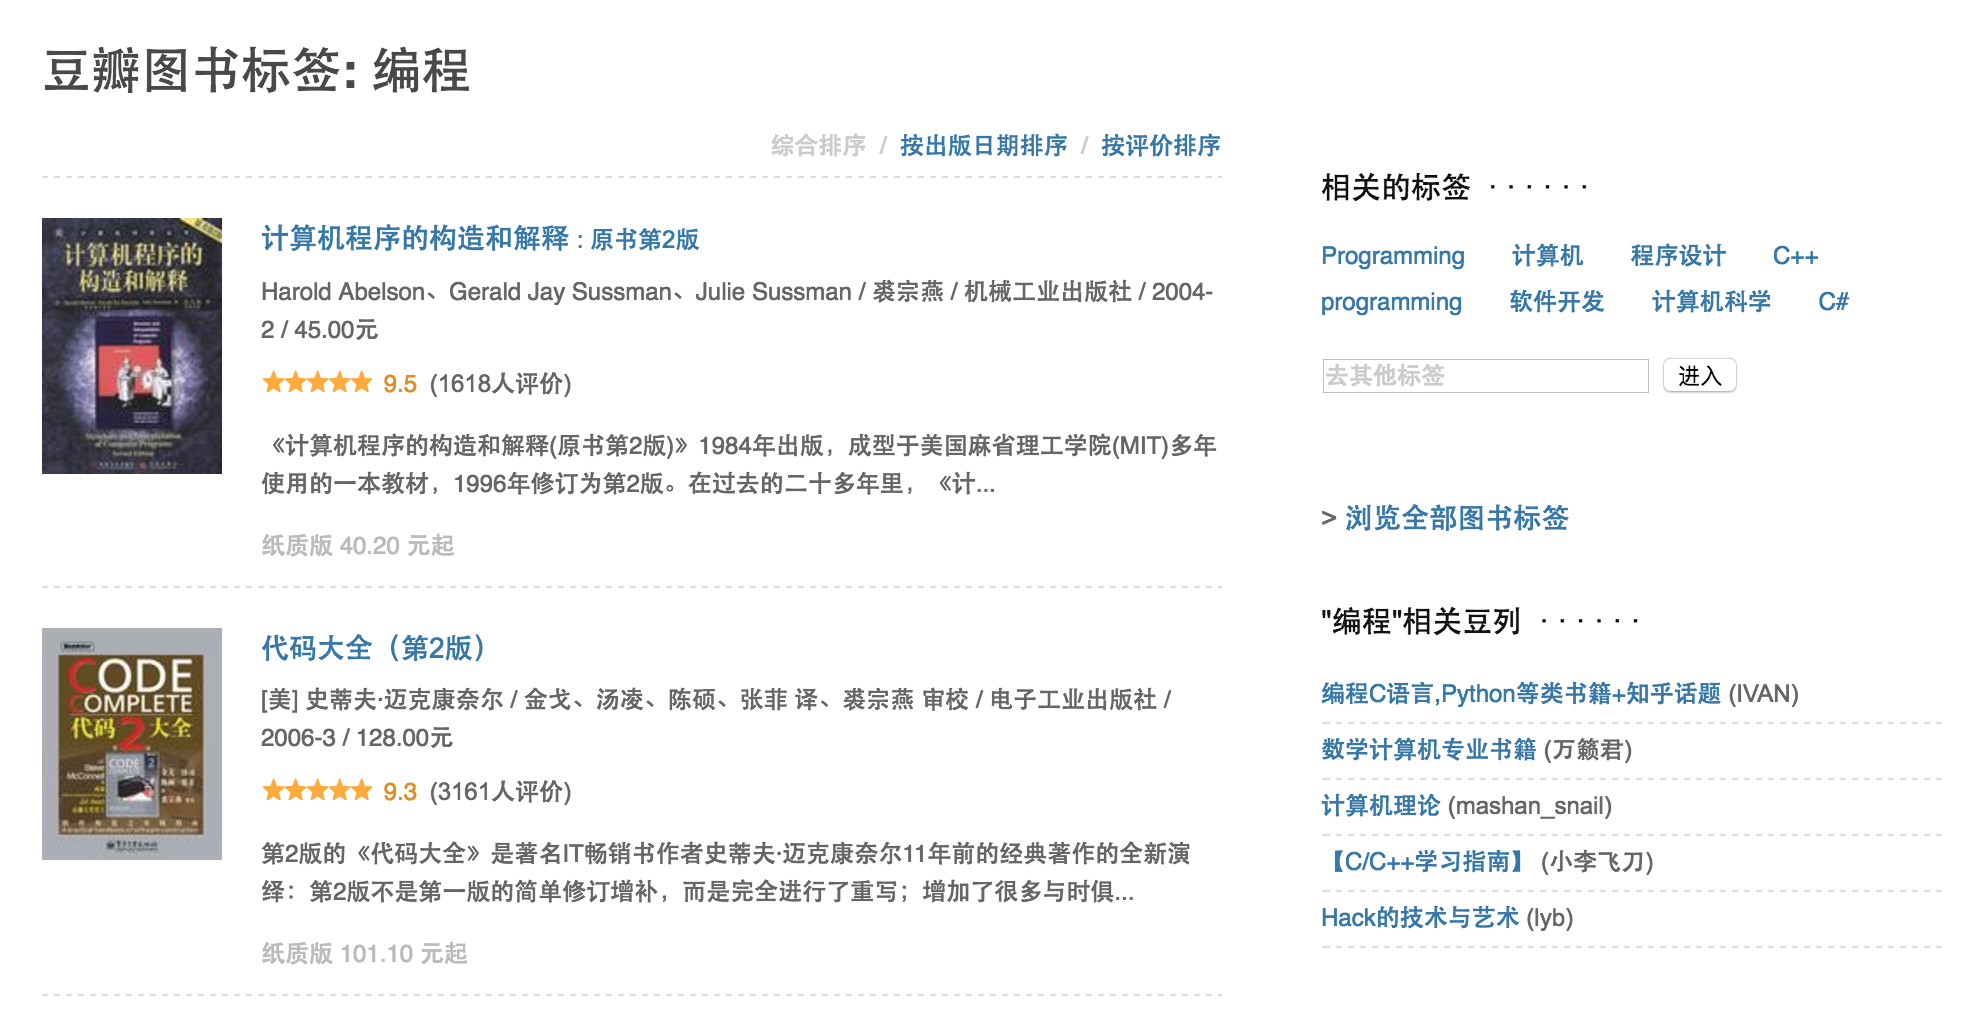 豆瓣图书标签: 编程
综合排序 / 按出版日期排序 / 按评价排序
计算机程序的
构造和解释
计算机程序的构造和解释 : 原书第2版
Harold Abelson、Gerald Jay Sussman、Julie Sussman / 裘宗燕 / 机械工业出版社 / 2004-
2 / 45.00元
9.5 (1618人评价)
《计算机程序的构造和解释(原书第2版)》1984年出版，成型于美国麻省理工学院(MIT)多年
使用的一本教材，1996年修订为第2版。在过去的二十多年里，《计...
纸质版 40.20 元起
CODE
COMPLETE
代码2大全
代码大全（第2版）
[美] 史蒂夫·迈克康奈尔 / 金戈、汤凌、陈硕、张菲 译、裘宗燕 审校 / 电子工业出版社 /
2006-3 / 128.00元
9.3 (3161人评价)
第2版的《代码大全》是著名IT畅销书作者史蒂夫·迈克康奈尔11年前的经典著作的全新演
绎：第2版不是第一版的简单修订增补，而是完全进行了重写；增加了很多与时俱...
纸质版 101.10 元起
相关的标签 · · · · · ·
Programming 计算机 程序设计 C++
programming 软件开发 计算机科学 C#
去其他标签 进入
> 浏览全部图书标签
"编程"相关豆列 · · · · · ·
编程C语言,Python等类书籍+知乎话题 (IVAN)
数学计算机专业书籍 (万籁君)
计算机理论 (mashan_snail)
【C/C++学习指南】 (小李飞刀)
Hack的技术与艺术 (lyb)